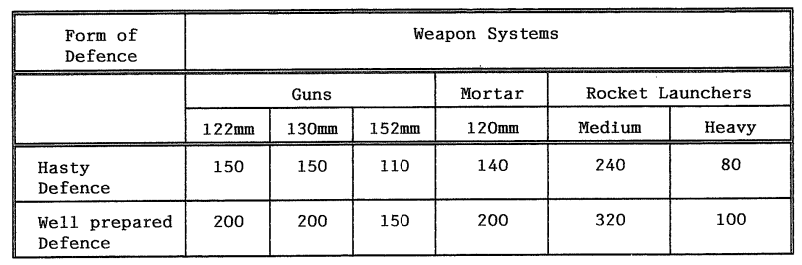 Form of Defence Weapon Systems
Guns Mortar Rocket Launchers
122mm 130mm 152mm 120mm Medium Heavy
Hasty Defence 150 150 110 140 240 80
Well prepared Defence 200 200 150 200 320 100